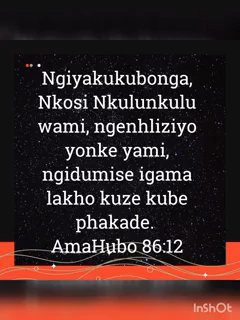 Ngiyakukubonga,
Nkosi Nkulunkulu
wami, ngenhliziyo
yonke yami,
ngidumise igama
lakho kuze kube
phakade.
AmaHubo 86:12
InShOt